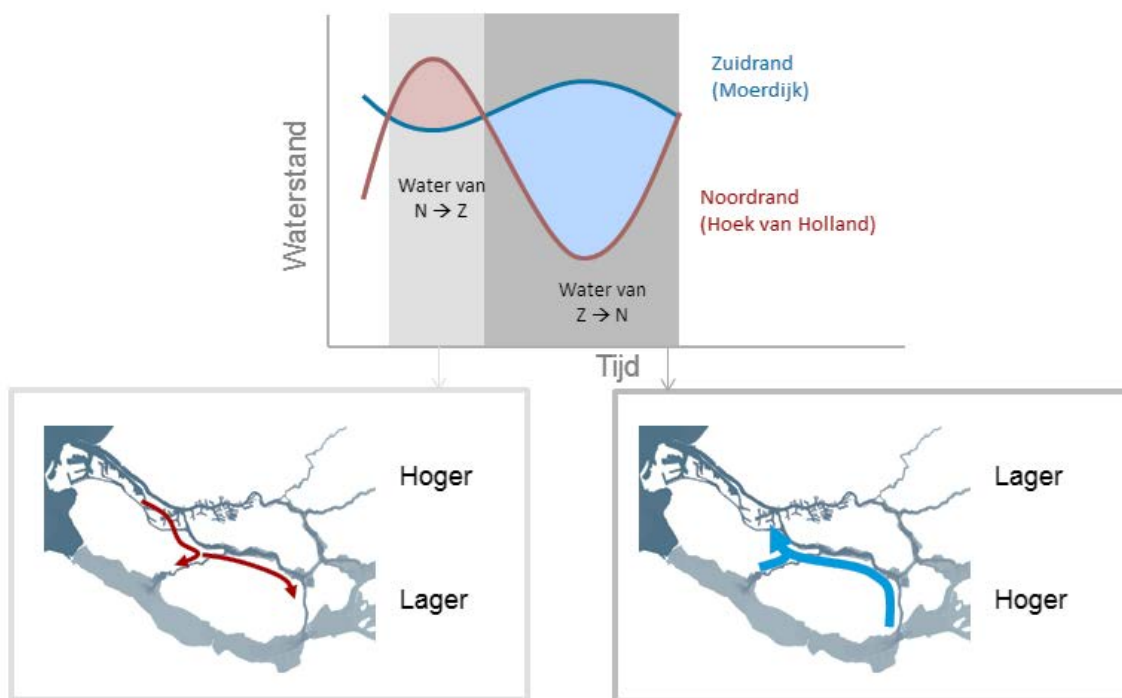 Waterstand
Zuidrand
(Moerdijk)
Water van
N → Z
Noordrand
(Hoek van Holland)
Water van
Z → N
Tijd
Hoger
Lager
Lager
Hoger